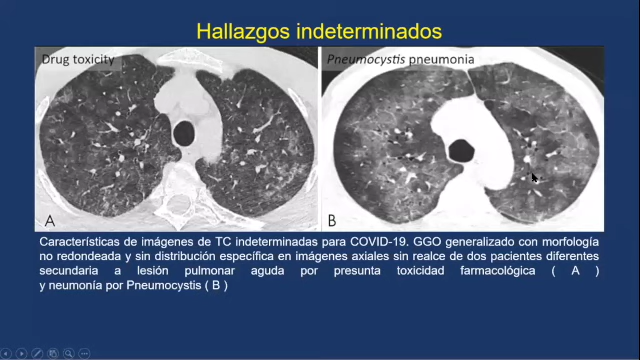 Hallazgos indeterminados
Drug toxicity
Pneumocystis pneumonia
A
B
Características de imágenes de TC indeterminadas para COVID-19. GGO generalizado con morfología
no redondeada y sin distribución específica en imágenes axiales sin realce de dos pacientes diferentes
secundaria a lesión pulmonar aguda por presunta toxicidad farmacológica ( A )
y neumonía por Pneumocystis ( B )